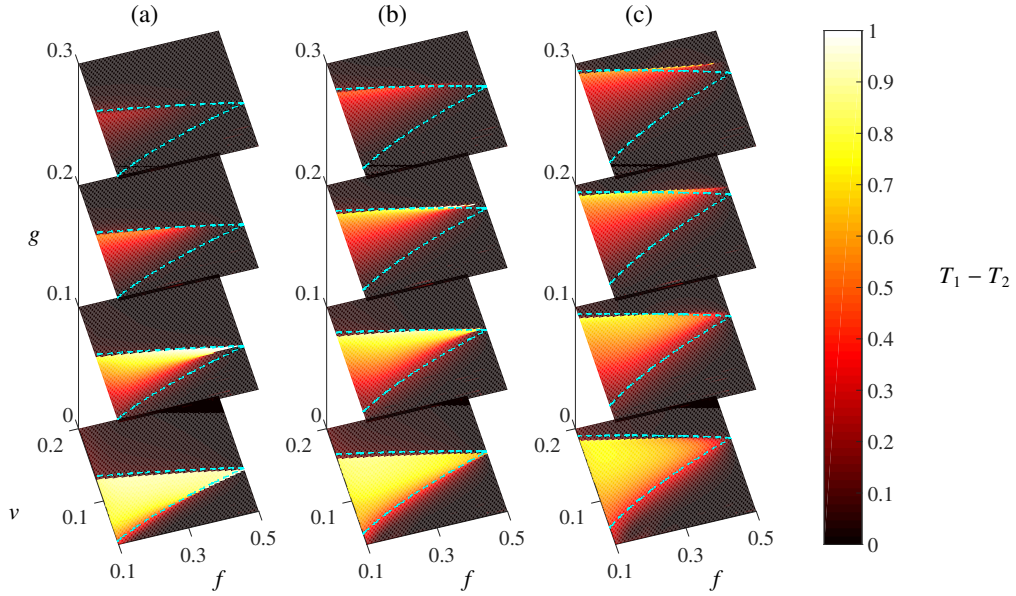 (a) (b) (c)
0.3 0.3 0.3 1
0.9
0.8
0.2 0.2 0.2 0.7
g 0.6
T₁ − T₂
0.1 0.1 0.1 0.5
0.4
0.3
0 0 0
0.2 0.2 0.2 0.2
v 0.1 0.1 0.1 0.1
0.5 0.5 0.5 0
0.3 0.3 0.3
0.1 f 0.1 f 0.1 f